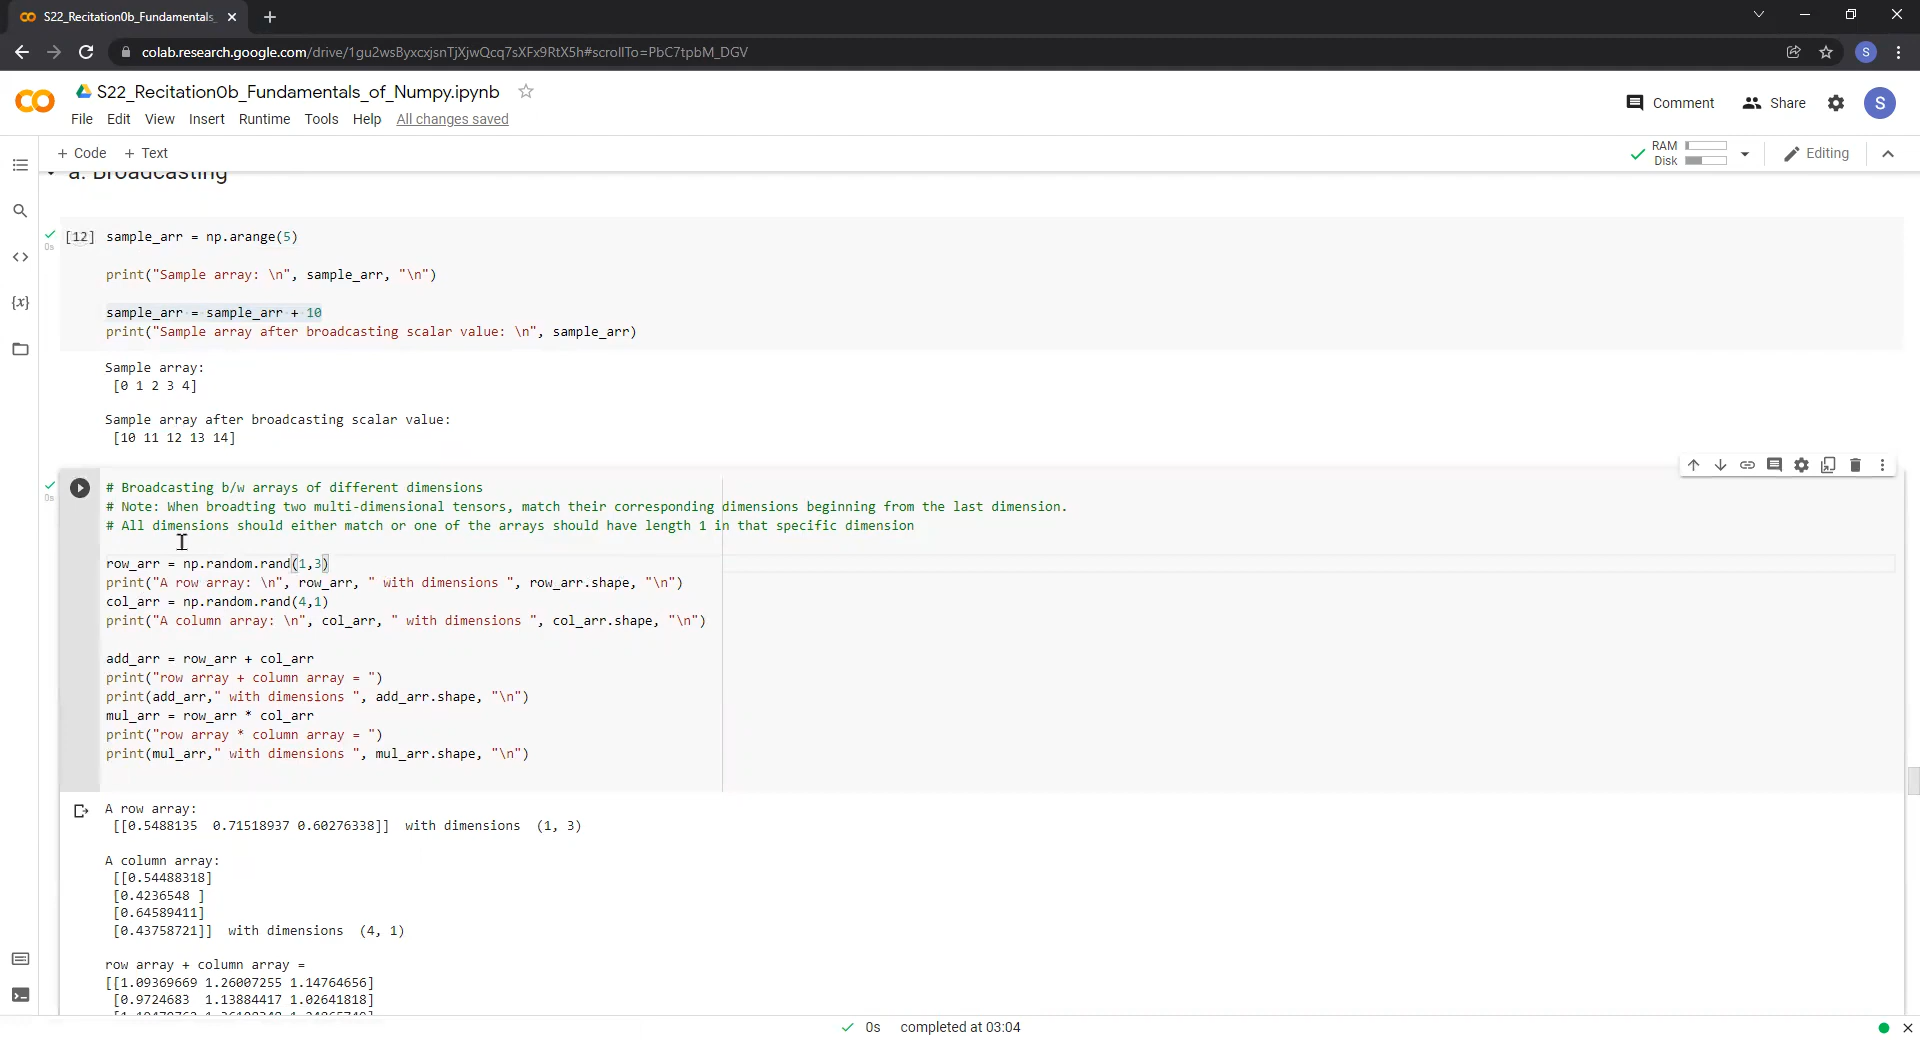 S22_Recitation0b_Fundamentals_
colab.research.google.com/drive/1gu2wsByxcxjsnTjXjwQcq7sXFx9RtX5h#scrollTo=PbC7tpbM_DGV
S
S22_Recitation0b_Fundamentals_of_Numpy.ipynb
Comment
Share
S
File Edit View Insert Runtime Tools Help All changes saved
+ Code + Text
RAM
Disk
Editing
a. Broadcasting
[12] sample_arr = np.arange(5)
0s
print("Sample array: \n", sample_arr, "\n")
{x}
sample_arr = sample_arr + 10
print("Sample array after broadcasting scalar value: \n", sample_arr)
Sample array:
[0 1 2 3 4]
Sample array after broadcasting scalar value:
[10 11 12 13 14]
# Broadcasting b/w arrays of different dimensions
0s
# Note: When broadting two multi-dimensional tensors, match their corresponding dimensions beginning from the last dimension.
# All dimensions should either match or one of the arrays should have length 1 in that specific dimension
row_arr = np.random.rand(1,3)
print("A row array: \n", row_arr, " with dimensions ", row_arr.shape, "\n")
col_arr = np.random.rand(4,1)
print("A column array: \n", col_arr, " with dimensions ", col_arr.shape, "\n")
add_arr = row_arr + col_arr
print("row array + column array = ")
print(add_arr," with dimensions ", add_arr.shape, "\n")
mul_arr = row_arr * col_arr
print("row array * column array = ")
print(mul_arr," with dimensions ", mul_arr.shape, "\n")
A row array:
[[0.5488135 0.71518937 0.60276338]] with dimensions (1, 3)
A column array:
[[0.54488318]
[0.4236548 ]
[0.64589411]
[0.43758721]] with dimensions (4, 1)
row array + column array =
[[1.09369669 1.26007255 1.14764656]
[0.9724683 1.13884417 1.02641818]
0s completed at 03:04